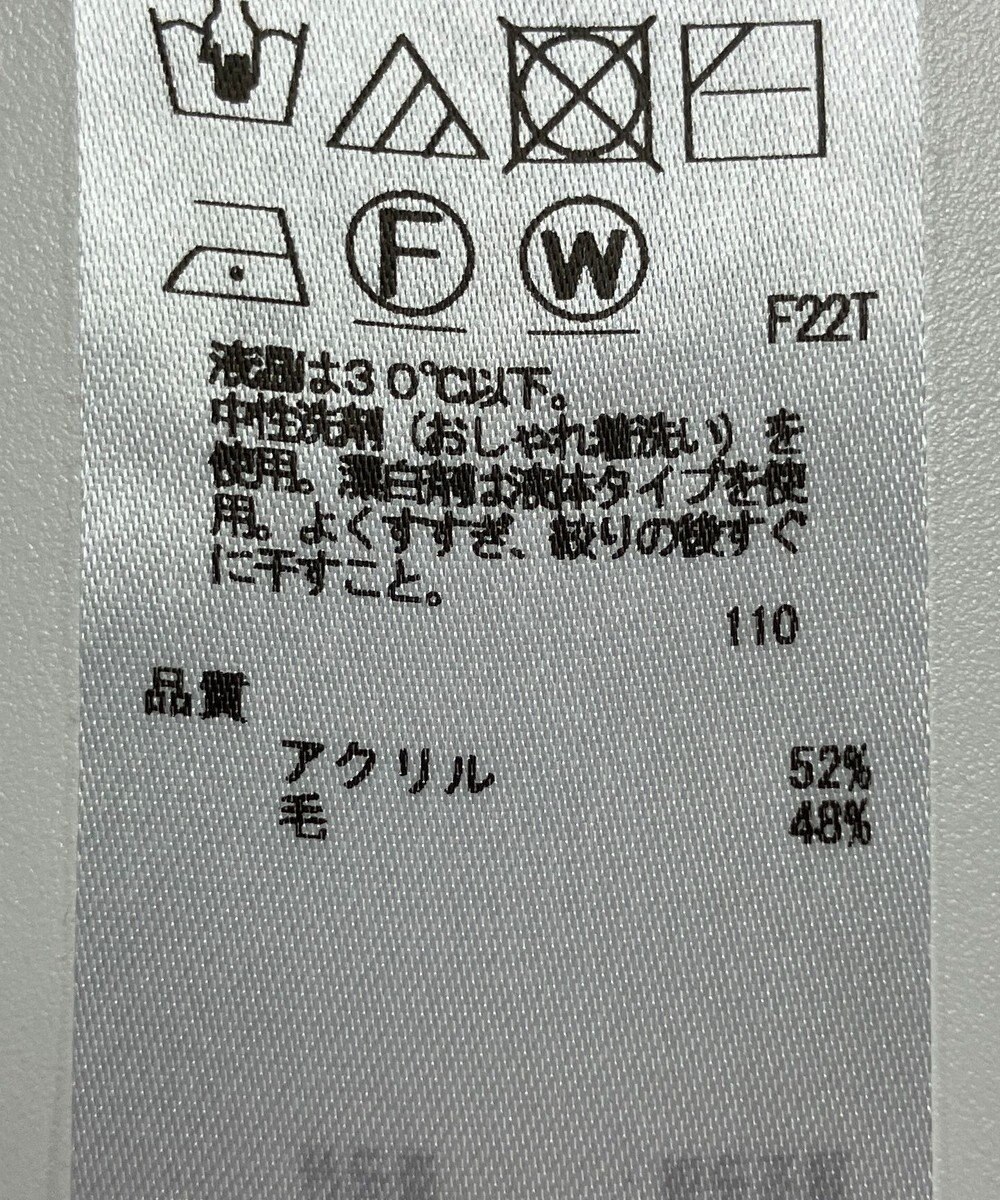 F
W
F22T
液温は30℃以下。
中性洗剤(おしゃれ着洗い)を
使用。漂白剤は液体タイプを使
用。よくすすぎ、絞りの後すぐ
に干すこと。
110
品質
アクリル 52%
毛 48%